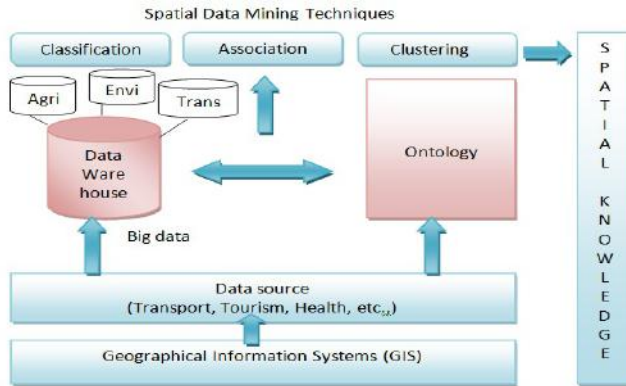 Spatial Data Mining Techniques
Classification
Association
Clustering
Agri
Envi
Trans
Data
Ware
house
Ontology
Big data
Data source
(Transport, Tourism, Health, etc.,)
Geographical Information Systems (GIS)
S
P
A
T
I
A
L
K
N
O
W
L
E
D
G
E